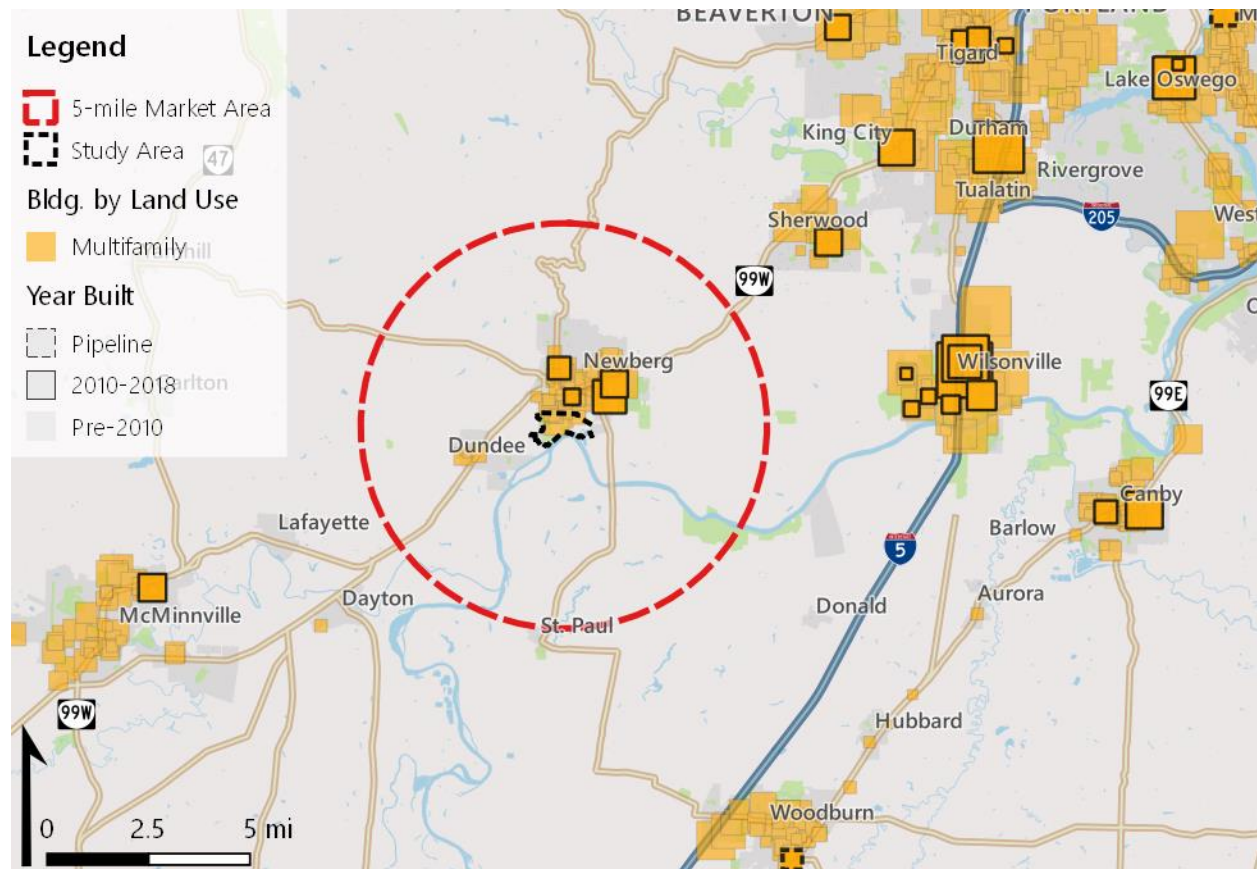 Legend
5-mile Market Area
Study Area
47
Bldg. by Land Use
Multifamily
Year Built
Pipeline
2010-2018
Pre-2010
BEAVERTON
Tigard
Lake Oswego
King City
Durham
Rivergrove
Tualatin
Sherwood
205
West
99W
Newberg
Wilsonville
99E
Dundee
Canby
Lafayette
Barlow
5
McMinnville
Dayton
Donald
Aurora
St. Paul
99W
Hubbard
Woodburn
0 2.5 5 mi